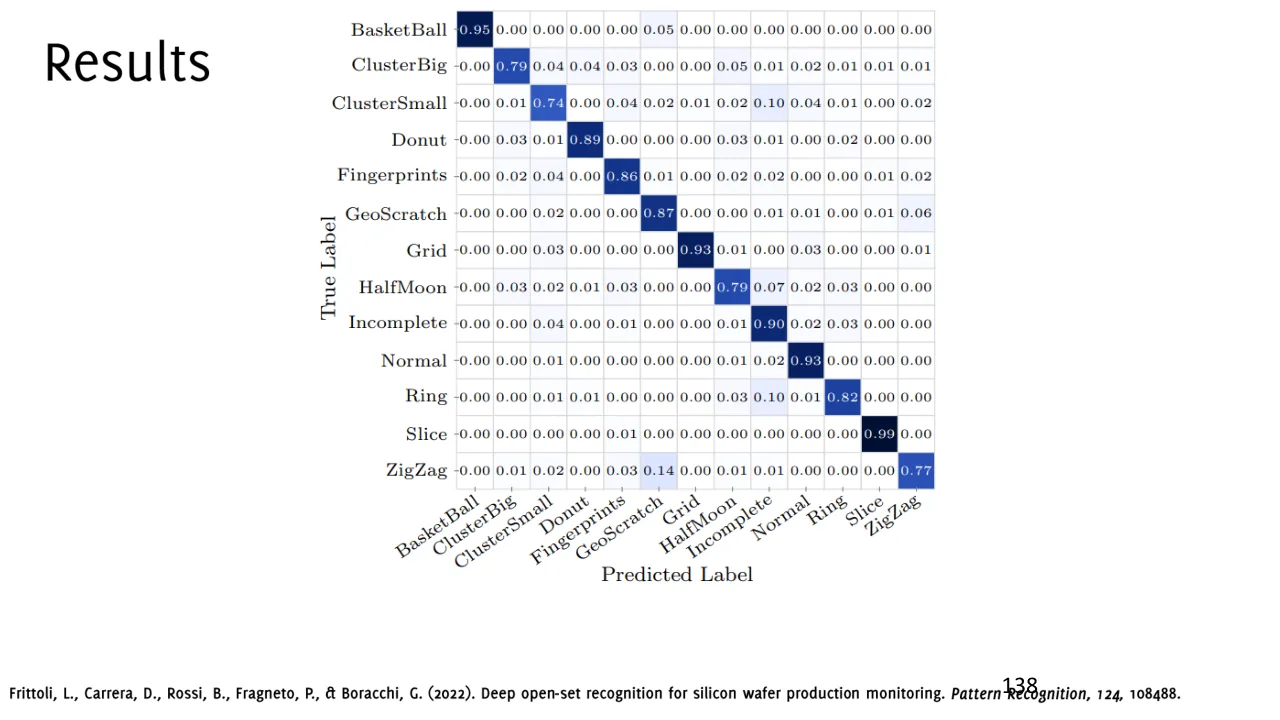 Results
BasketBall 0.95 0.00 0.00 0.00 0.00 0.05 0.00 0.00 0.00 0.00 0.00 0.00 0.00
ClusterBig 0.00 0.79 0.04 0.04 0.03 0.00 0.00 0.05 0.01 0.02 0.01 0.01 0.01
ClusterSmall 0.00 0.01 0.74 0.00 0.04 0.02 0.01 0.02 0.10 0.04 0.01 0.00 0.02
Donut 0.00 0.03 0.01 0.89 0.00 0.00 0.00 0.03 0.01 0.00 0.02 0.00 0.00
Fingerprints 0.00 0.02 0.04 0.00 0.86 0.01 0.00 0.02 0.02 0.00 0.00 0.01 0.02
GeoScratch 0.00 0.00 0.02 0.00 0.00 0.87 0.00 0.00 0.01 0.01 0.00 0.01 0.06
Grid 0.00 0.00 0.03 0.00 0.00 0.00 0.93 0.01 0.00 0.03 0.00 0.00 0.01
HalfMoon 0.00 0.03 0.02 0.01 0.03 0.00 0.00 0.79 0.07 0.02 0.03 0.00 0.00
Incomplete 0.00 0.00 0.04 0.00 0.01 0.00 0.00 0.01 0.90 0.02 0.03 0.00 0.00
Normal 0.00 0.00 0.01 0.00 0.00 0.00 0.00 0.01 0.02 0.93 0.00 0.00 0.00
Ring 0.00 0.00 0.01 0.01 0.00 0.00 0.00 0.03 0.10 0.01 0.82 0.00 0.00
Slice 0.00 0.00 0.00 0.00 0.01 0.00 0.00 0.00 0.00 0.00 0.00 0.99 0.00
ZigZag 0.00 0.01 0.02 0.00 0.03 0.14 0.00 0.01 0.01 0.00 0.00 0.00 0.77
True Label
BasketBall ClusterBig ClusterSmall Donut Fingerprints GeoScratch Grid HalfMoon Incomplete Normal Ring Slice ZigZag
Predicted Label
Frittoli, L., Carrera, D., Rossi, B., Fragneto, P., & Boracchi, G. (2022). Deep open-set recognition for silicon wafer production monitoring. Pattern Recognition, 124, 108488.
138